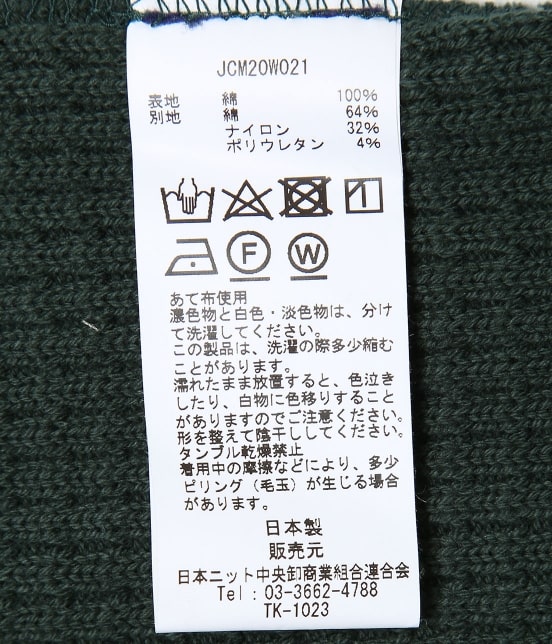 JCM20W021
表地 綿 100%
別地 綿 64%
ナイロン 32%
ポリウレタン 4%
F W
あて布使用
濃色物と白色・淡色物は、分け
て洗濯してください。
この製品は、洗濯の際多少縮む
ことがあります。
濡れたまま放置すると、色泣き
したり、白物に色移りすること
がありますのでご注意ください。
形を整えて陰干ししてください。
タンブル乾燥禁止
着用中の摩擦などにより、多少
ピリング(毛玉)が生じる場合
があります。
日本製
販売元
日本ニット中央卸商業組合連合会
Tel:03-3662-4788
TK-1023